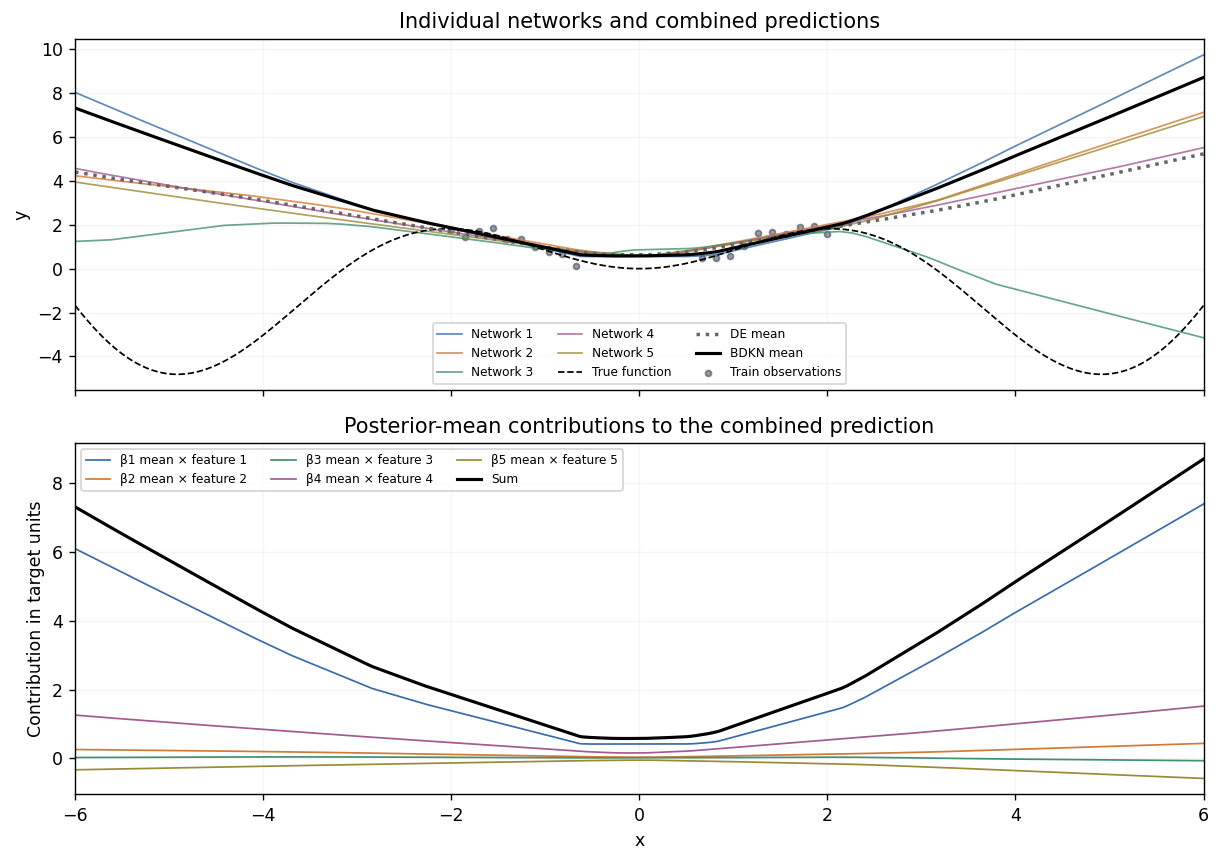 Individual networks and combined predictions
10
8
6
4
2
0
−2
−4
y
Network 1 Network 4 DE mean
Network 2 Network 5 BDKN mean
Network 3 True function Train observations
Posterior-mean contributions to the combined prediction
β1 mean × feature 1 β3 mean × feature 3 β5 mean × feature 5
β2 mean × feature 2 β4 mean × feature 4 Sum
8
6
4
2
0
Contribution in target units
−6 −4 −2 0 2 4 6
x